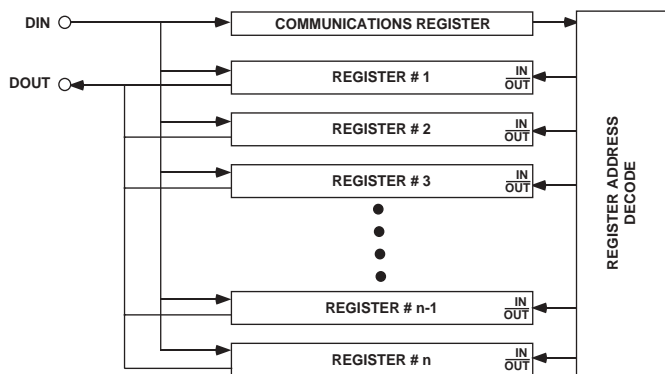 DIN
COMMUNICATIONS REGISTER
DOUT
REGISTER # 1
IN
OUT
REGISTER # 2
IN
OUT
REGISTER # 3
IN
OUT
REGISTER ADDRESS
DECODE
REGISTER # n-1
IN
OUT
REGISTER # n
IN
OUT